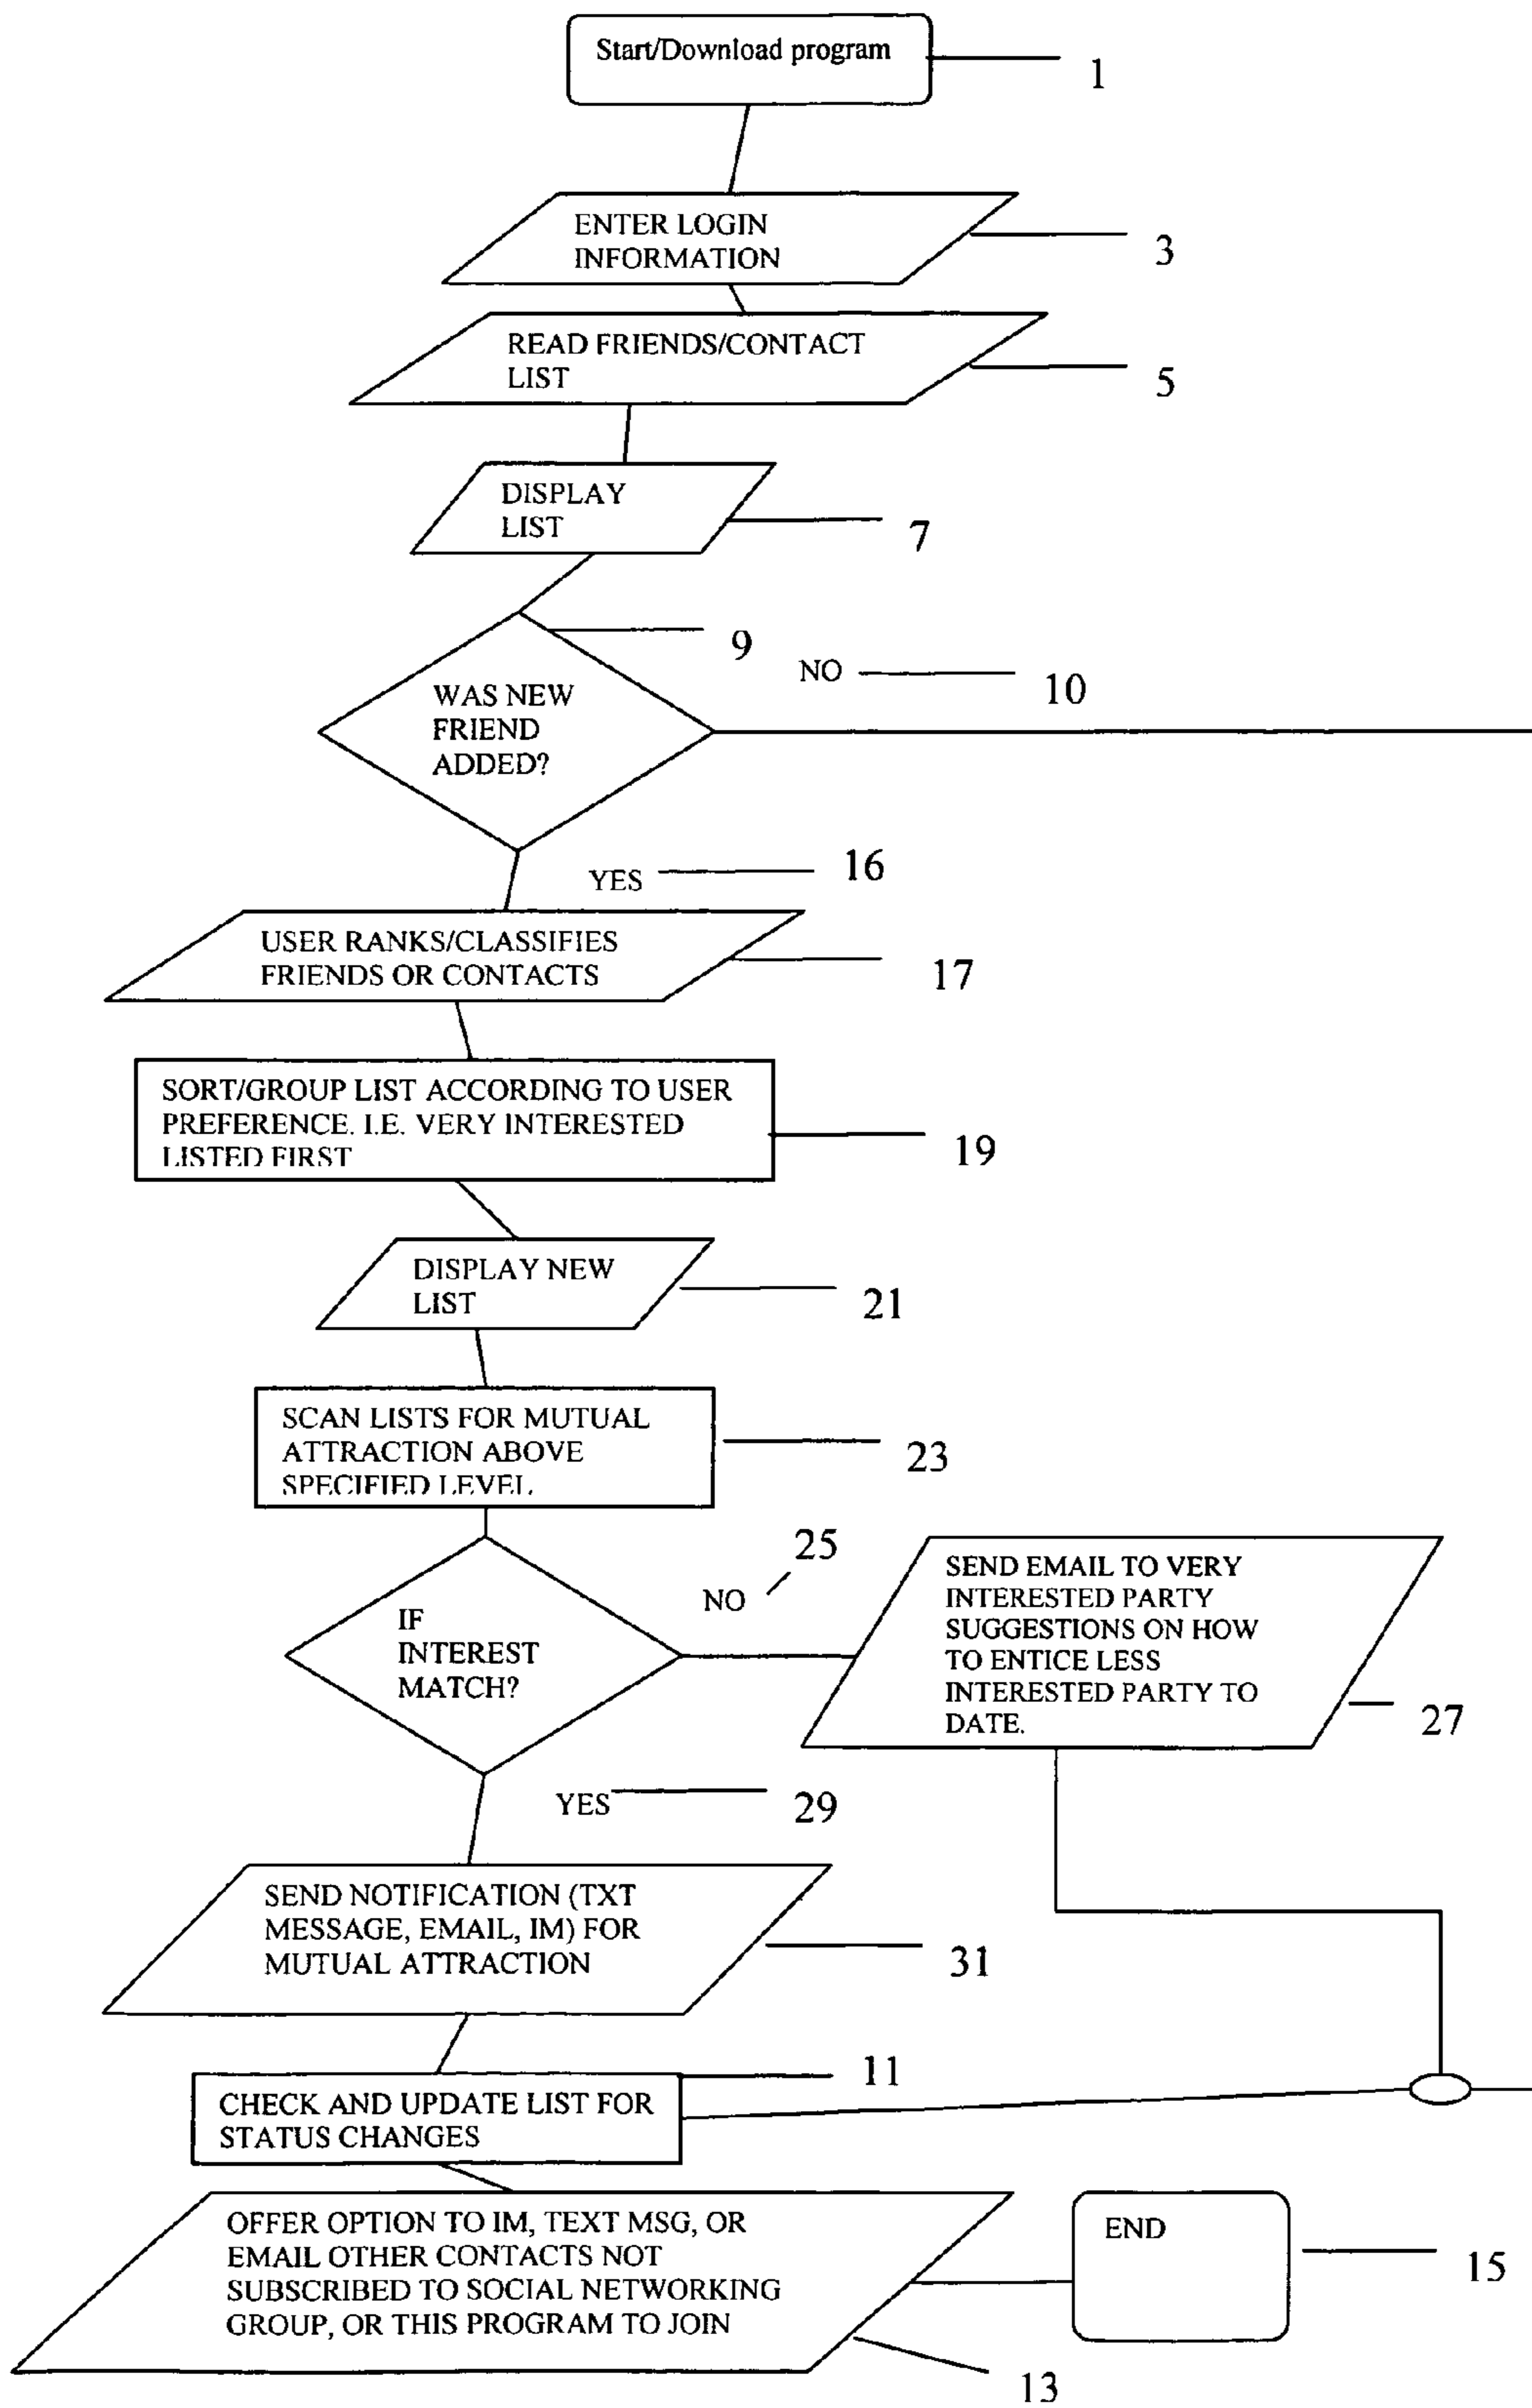 Start/Download program
1
ENTER LOGIN
INFORMATION
3
READ FRIENDS/CONTACT
LIST
5
DISPLAY
LIST
7
9
NO
10
WAS NEW
FRIEND
ADDED?
YES
16
USER RANKS/CLASSIFIES
FRIENDS OR CONTACTS
17
SORT/GROUP LIST ACCORDING TO USER
PREFERENCE. I.E. VERY INTERESTED
LISTED FIRST
19
DISPLAY NEW
LIST
21
SCAN LISTS FOR MUTUAL
ATTRACTION ABOVE
SPECIFIED LEVEL.
23
IF
INTEREST
MATCH?
NO
25
SEND EMAIL TO VERY
INTERESTED PARTY
SUGGESTIONS ON HOW
TO ENTICE LESS
INTERESTED PARTY TO
DATE.
27
YES
29
SEND NOTIFICATION (TXT
MESSAGE, EMAIL, IM) FOR
MUTUAL ATTRACTION
31
11
CHECK AND UPDATE LIST FOR
STATUS CHANGES
OFFER OPTION TO IM, TEXT MSG, OR
EMAIL OTHER CONTACTS NOT
SUBSCRIBED TO SOCIAL NETWORKING
GROUP, OR THIS PROGRAM TO JOIN
13
END
15